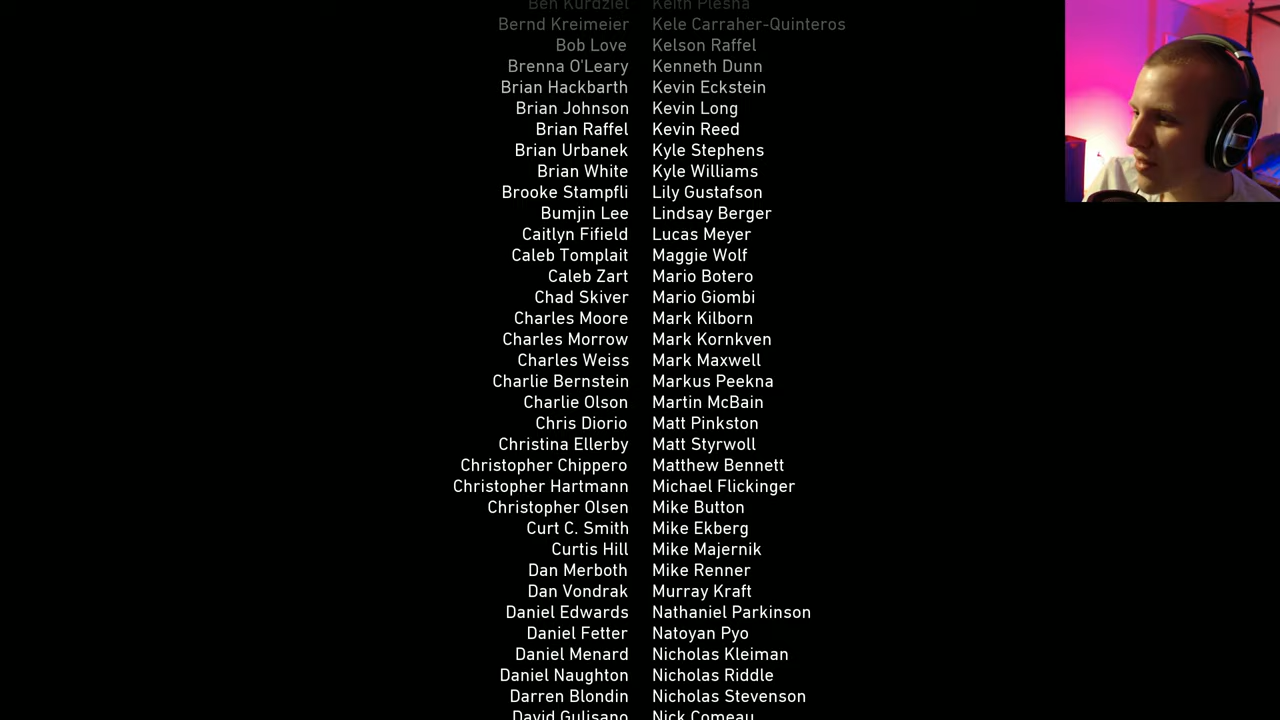 Ben Kurdziel Keith Plesha
Bernd Kreimeier Kele Carraher-Quinteros
Bob Love Kelson Raffel
Brenna O'Leary Kenneth Dunn
Brian Hackbarth Kevin Eckstein
Brian Johnson Kevin Long
Brian Raffel Kevin Reed
Brian Urbanek Kyle Stephens
Brian White Kyle Williams
Brooke Stampfli Lily Gustafson
Bumjin Lee Lindsay Berger
Caitlyn Fifield Lucas Meyer
Caleb Tomplait Maggie Wolf
Caleb Zart Mario Botero
Chad Skiver Mario Giombi
Charles Moore Mark Kilborn
Charles Morrow Mark Kornkven
Charles Weiss Mark Maxwell
Charlie Bernstein Markus Peekna
Charlie Olson Martin McBain
Chris Diorio Matt Pinkston
Christina Ellerby Matt Styrwoll
Christopher Chippero Matthew Bennett
Christopher Hartmann Michael Flickinger
Christopher Olsen Mike Button
Curt C. Smith Mike Ekberg
Curtis Hill Mike Majernik
Dan Merboth Mike Renner
Dan Vondrak Murray Kraft
Daniel Edwards Nathaniel Parkinson
Daniel Fetter Natoyan Pyo
Daniel Menard Nicholas Kleiman
Daniel Naughton Nicholas Riddle
Darren Blondin Nicholas Stevenson
David Gulisano Nick Comeau